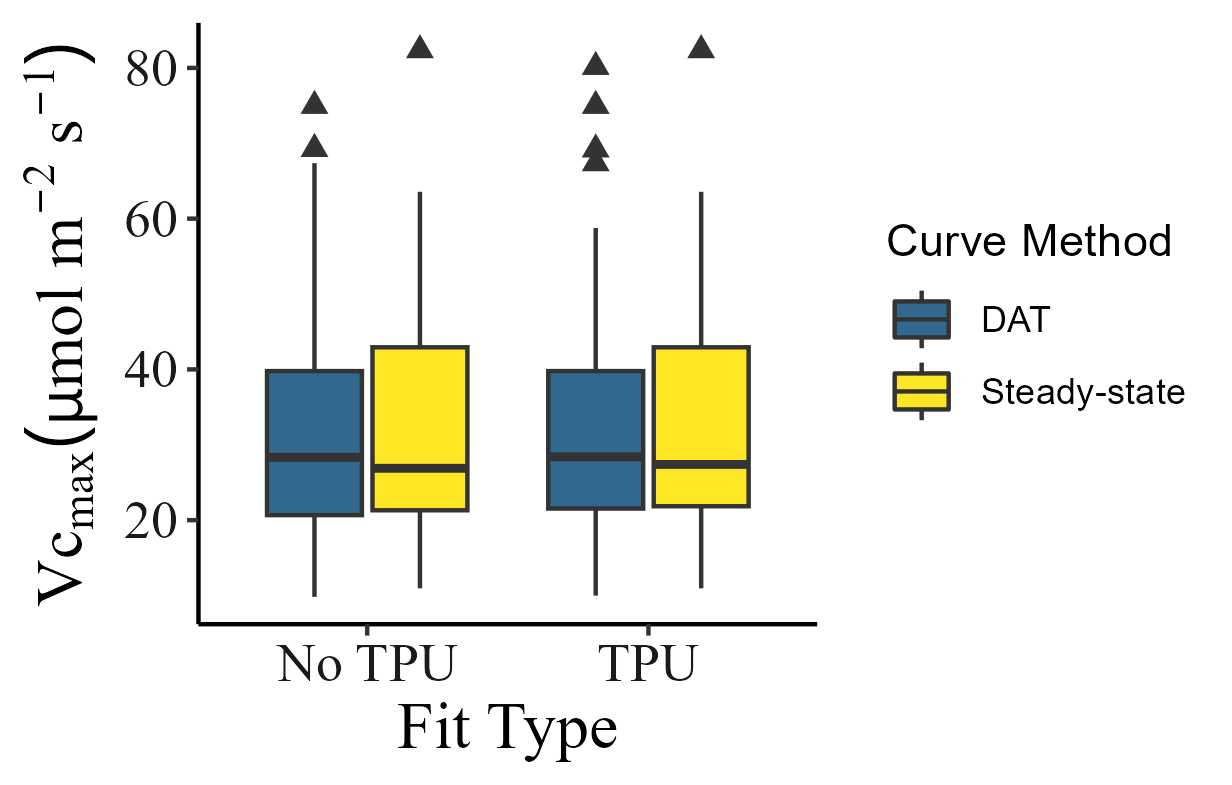 Vcmax(µmol m−2 s−1)
80
60
40
20
No TPU TPU
Fit Type
Curve Method
DAT
Steady-state